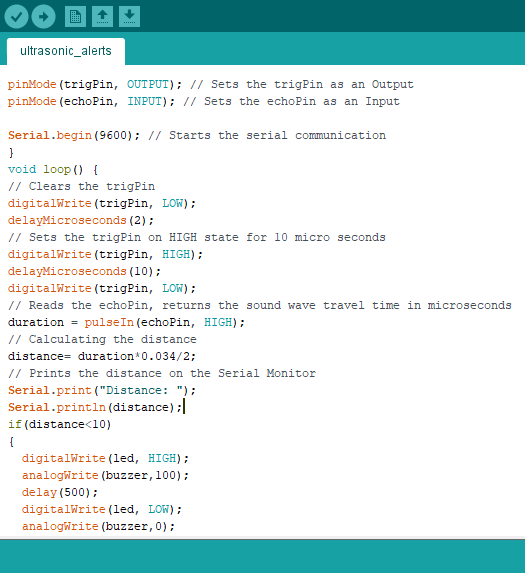 ultrasonic_alerts
pinMode(trigPin, OUTPUT); // Sets the trigPin as an Output
pinMode(echoPin, INPUT); // Sets the echoPin as an Input
Serial.begin(9600); // Starts the serial communication
}
void loop() {
// Clears the trigPin
digitalWrite(trigPin, LOW);
delayMicroseconds(2);
// Sets the trigPin on HIGH state for 10 micro seconds
digitalWrite(trigPin, HIGH);
delayMicroseconds(10);
digitalWrite(trigPin, LOW);
// Reads the echoPin, returns the sound wave travel time in microseconds
duration = pulseIn(echoPin, HIGH);
// Calculating the distance
distance= duration*0.034/2;
// Prints the distance on the Serial Monitor
Serial.print("Distance: ");
Serial.println(distance);
if(distance<10)
{
  digitalWrite(led, HIGH);
  analogWrite(buzzer,100);
  delay(500);
  digitalWrite(led, LOW);
  analogWrite(buzzer,0);